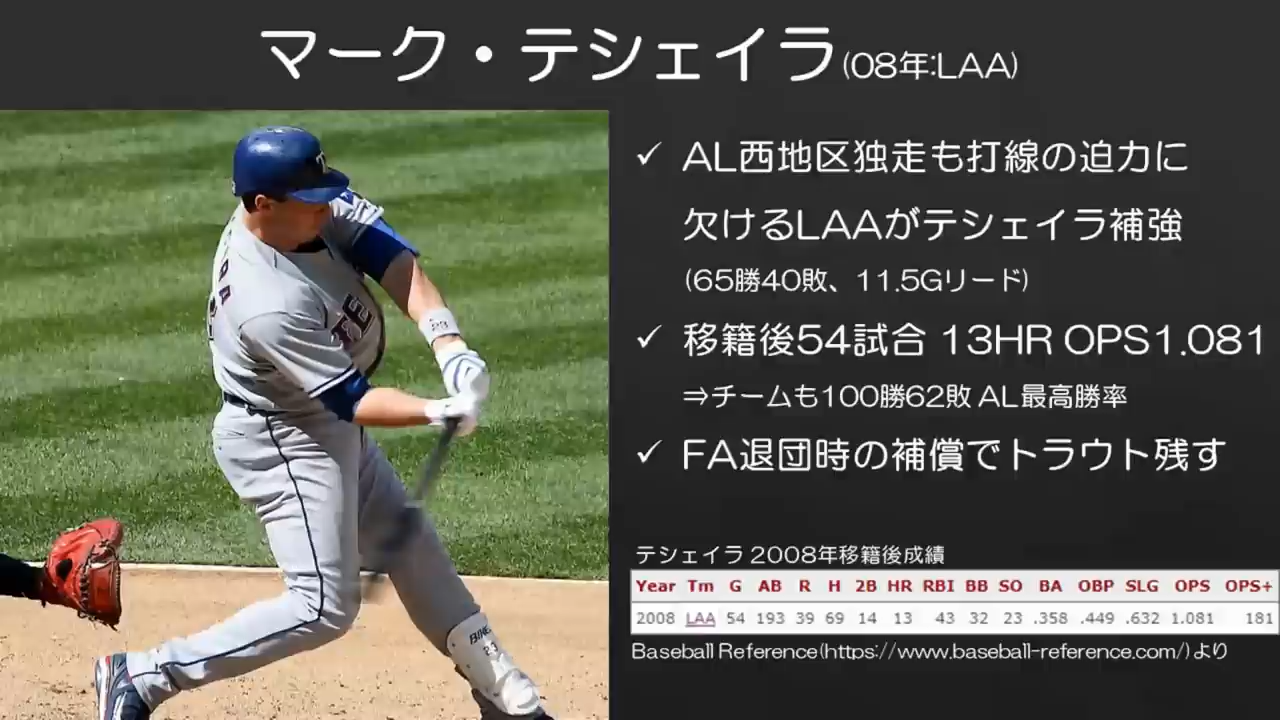 マーク・テシェイラ(08年:LAA)
✓ AL西地区独走も打線の迫力に
欠けるLAAがテシェイラ補強
(65勝40敗、11.5Gリード)
✓ 移籍後54試合 13HR OPS1.081
⇒チームも100勝62敗 AL最高勝率
✓ FA退団時の補償でトラウト残す
テシェイラ 2008年移籍後成績
Year Tm G AB R H 2B HR RBI BB SO BA OBP SLG OPS OPS+
2008 LAA 54 193 39 69 14 13 43 32 23 .358 .449 .632 1.081 181
Baseball Reference(https://www.baseball-reference.com/)より
T
TE
23
23